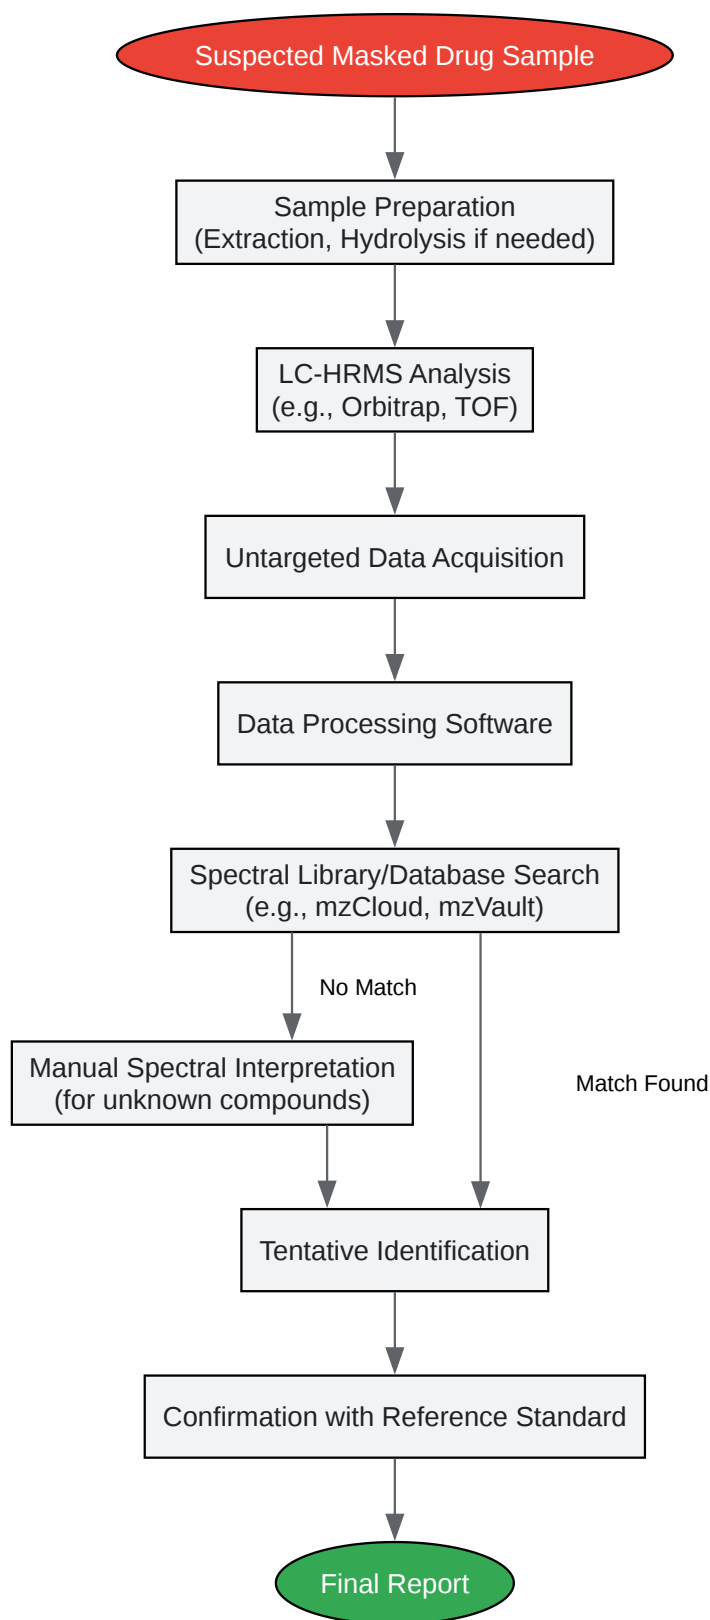 Suspected Masked Drug Sample
Sample Preparation
(Extraction, Hydrolysis if needed)
LC-HRMS Analysis
(e.g., Orbitrap, TOF)
Untargeted Data Acquisition
Data Processing Software
Spectral Library/Database Search
(e.g., mzCloud, mzVault)
No Match
Manual Spectral Interpretation
(for unknown compounds)
Match Found
Tentative Identification
Confirmation with Reference Standard
Final Report